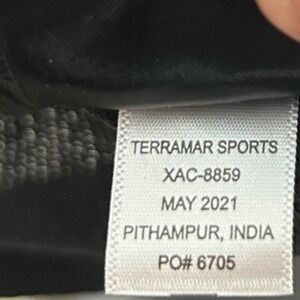 TERRAMAR SPORTS
XAC-8859
MAY 2021
PITHAMPUR, INDIA
PO# 6705